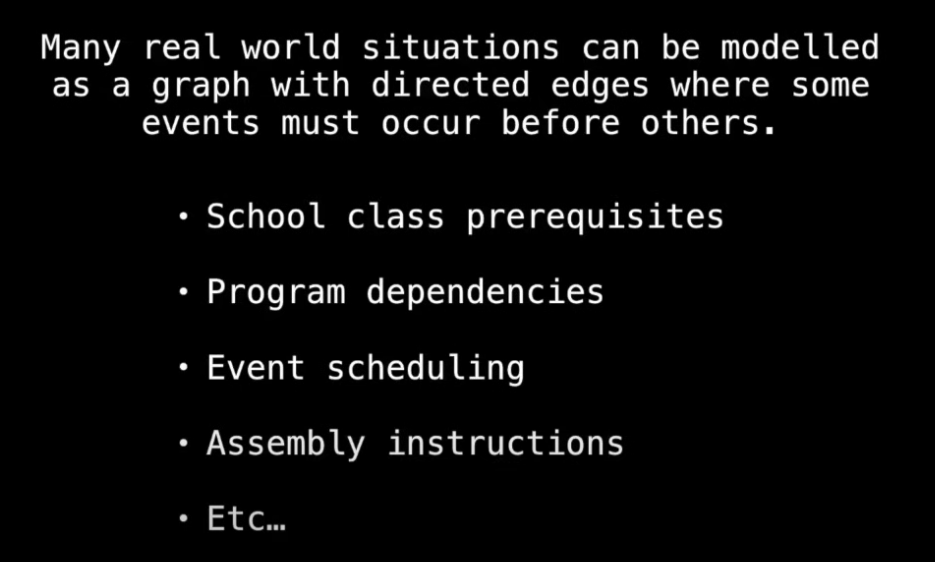 Many real world situations can be modelled
as a graph with directed edges where some
events must occur before others.
• School class prerequisites
• Program dependencies
• Event scheduling
• Assembly instructions
• Etc…